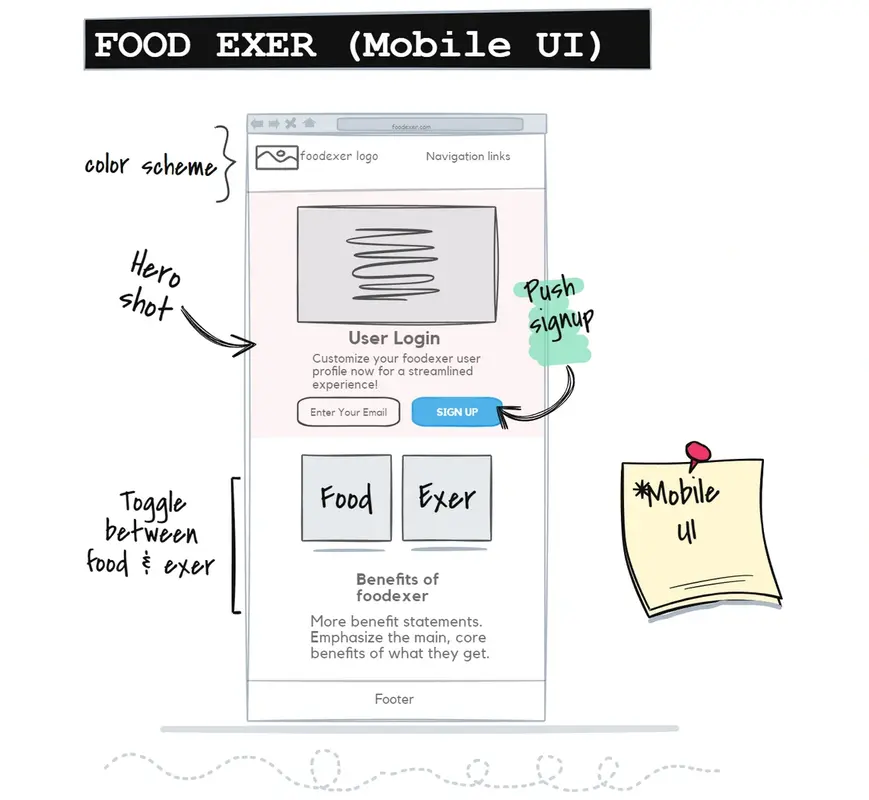 FOOD EXER (Mobile UI)
foodexer.com
color scheme
foodexer logo
Navigation links
Hero
shot
Push
signup
User Login
Customize your foodexer user
profile now for a streamlined
experience!
Enter Your Email
SIGN UP
Toggle
between
food & exer
Food
Exer
*Mobile
UI
Benefits of
foodexer
More benefit statements.
Emphasize the main, core
benefits of what they get.
Footer